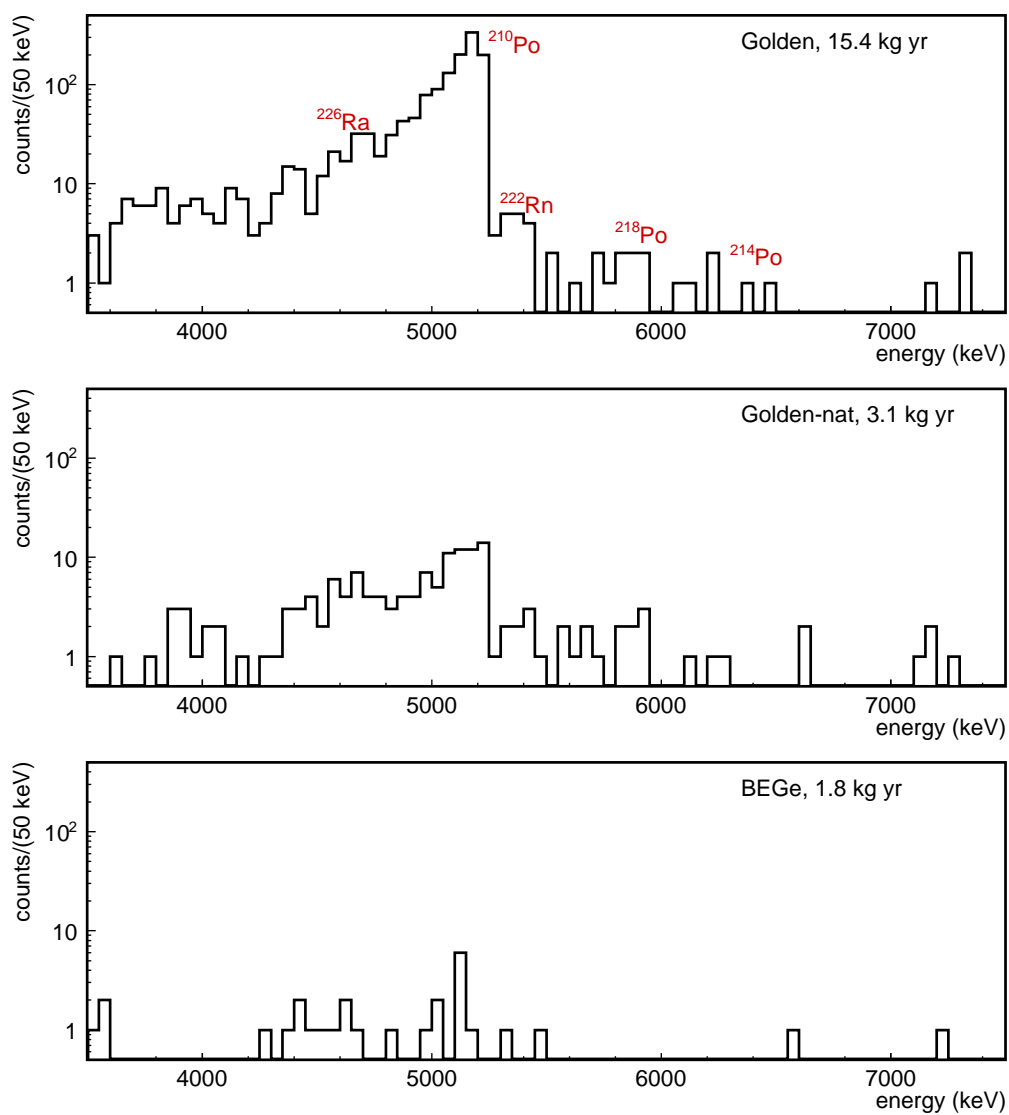 counts/(50 keV)
10²
10
1
Golden, 15.4 kg yr
²¹⁰Po
²²⁶Ra
²²²Rn
²¹⁸Po
²¹⁴Po
4000 5000 6000 7000
energy (keV)
counts/(50 keV)
10²
10
1
Golden-nat, 3.1 kg yr
4000 5000 6000 7000
energy (keV)
counts/(50 keV)
10²
10
1
BEGe, 1.8 kg yr
4000 5000 6000 7000
energy (keV)